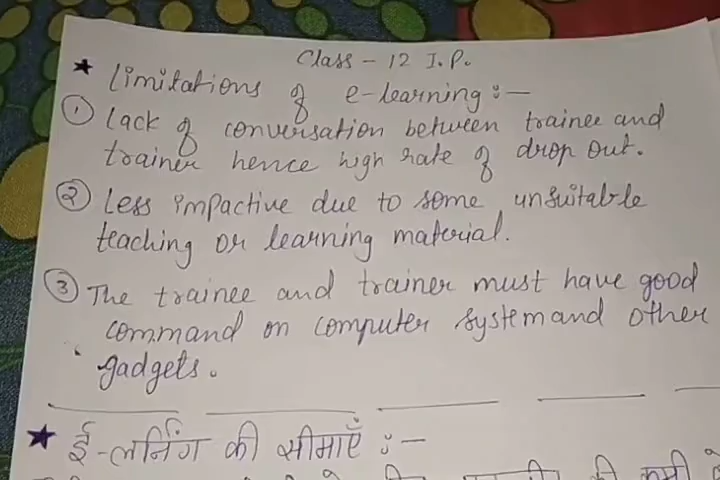 Class - 12 I.P.
★ Limitations of e-learning :—
① Lack of conversation between trainee and
trainer hence high rate of drop out.
② Less impactive due to some unsuitable
teaching or learning material.
③ The trainee and trainer must have good
command on computer system and other
gadgets.
★ ई-लर्निंग की सीमाएँ :—
की कमी